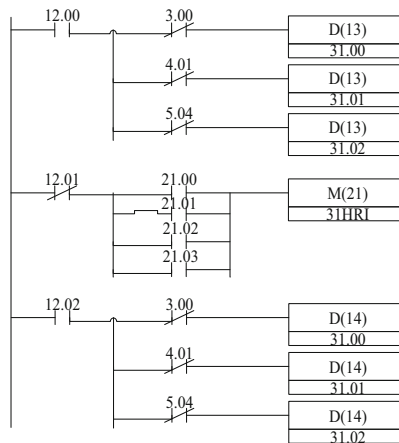 12.00 3.00 D(13)
31.00
4.01 D(13)
31.01
5.04 D(13)
31.02
12.01 21.00 M(21)
21.01 31HRI
21.02
21.03
12.02 3.00 D(14)
31.00
4.01 D(14)
31.01
5.04 D(14)
31.02